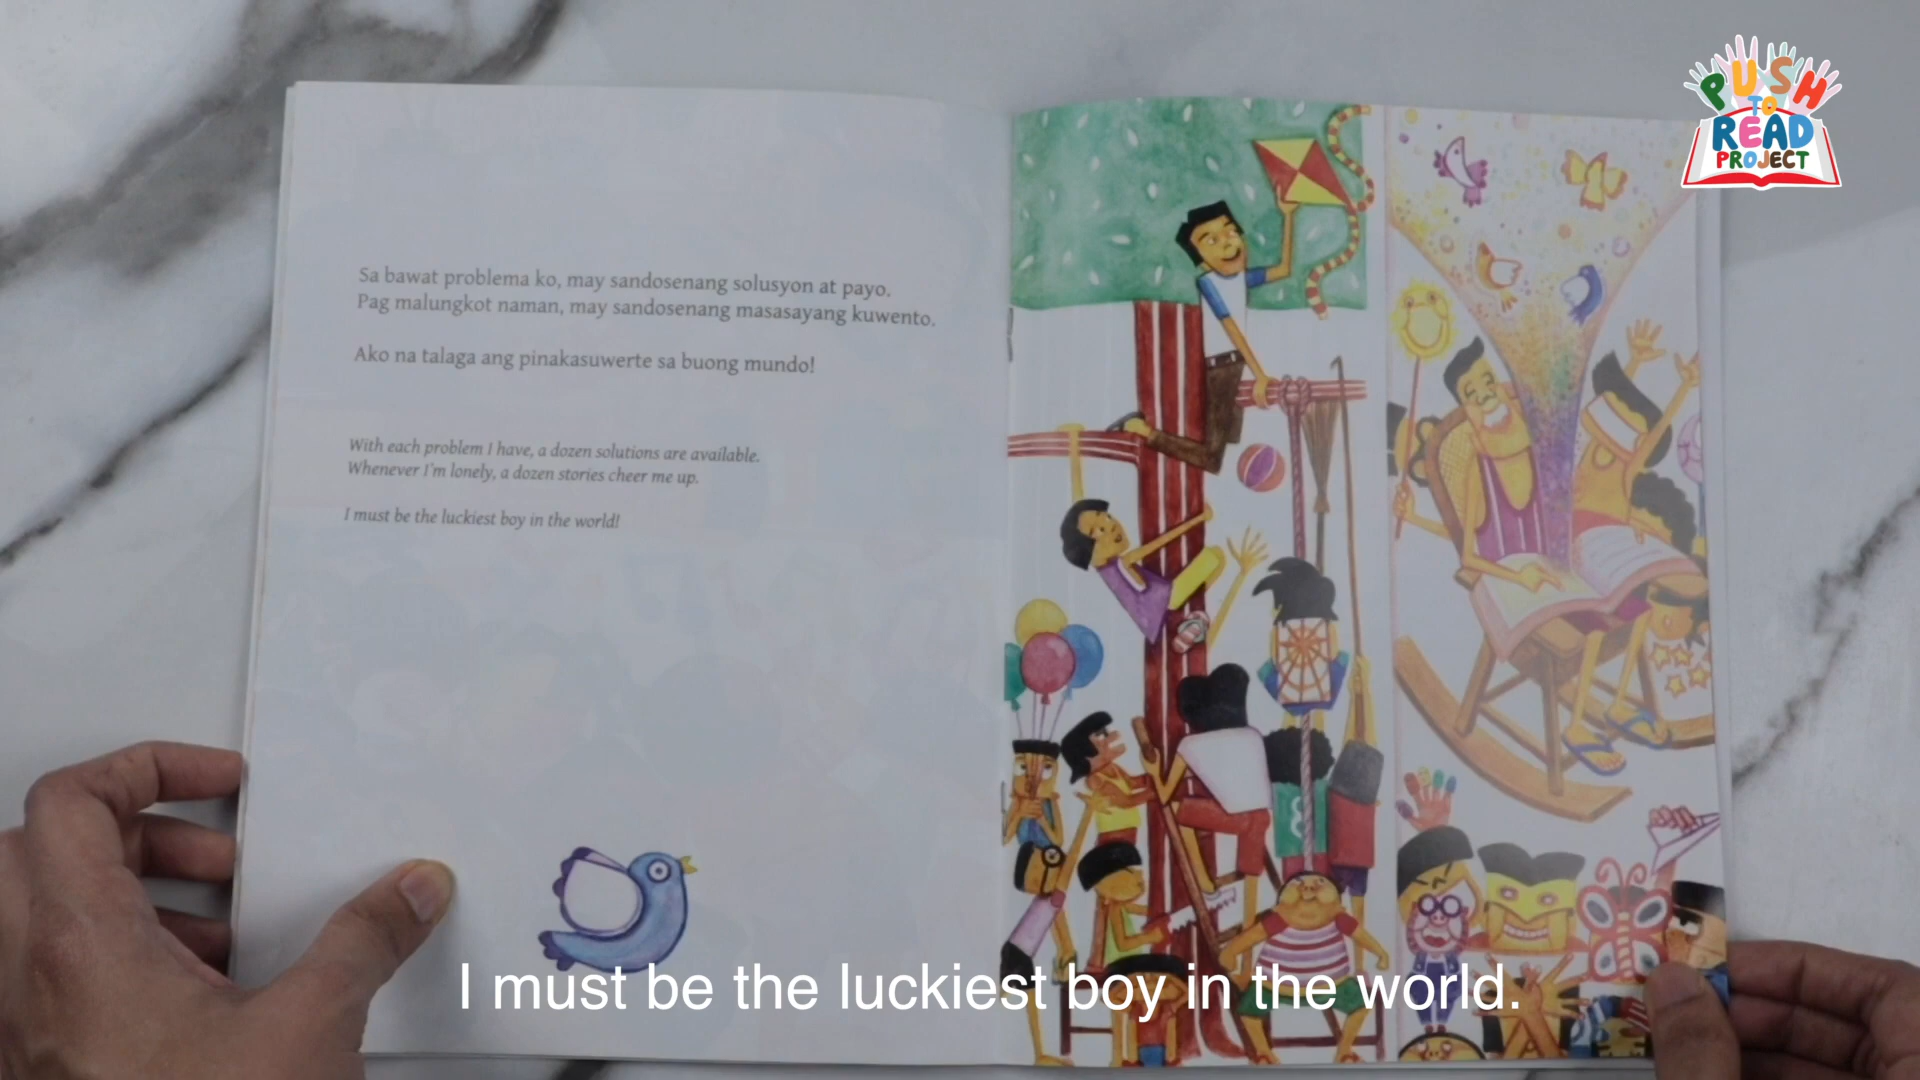 PUSH
TO
READ
PROJECT
Sa bawat problema ko, may sandosenang solusyon at payo.
Pag malungkot naman, may sandosenang masasayang kuwento.
Ako na talaga ang pinakasuwerte sa buong mundo!
With each problem I have, a dozen solutions are available.
Whenever I'm lonely, a dozen stories cheer me up.
I must be the luckiest boy in the world!
8
I must be the luckiest boy in the world.